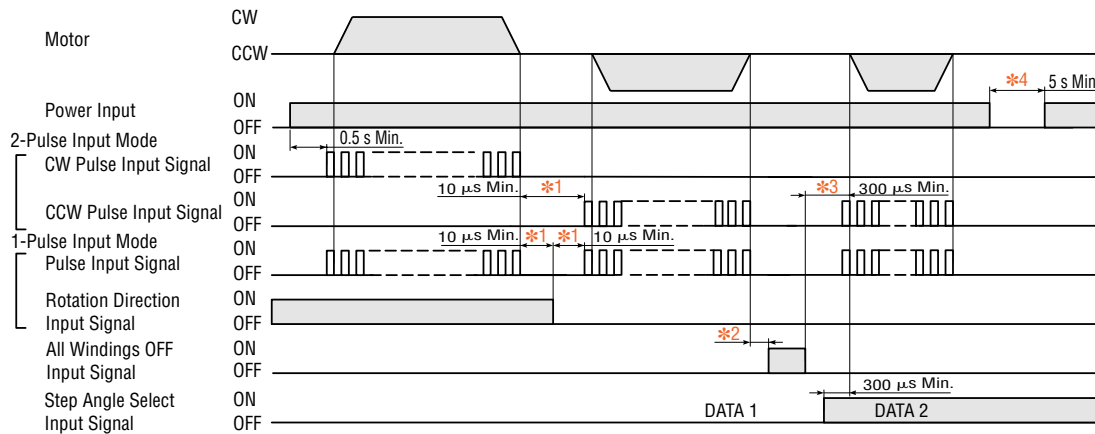 CW
Motor
CCW
Power Input ON
OFF
✻4 5 s Min
2-Pulse Input Mode
0.5 s Min.
CW Pulse Input Signal ON
OFF
10 μs Min. ✻1
✻3 300 μs Min.
CCW Pulse Input Signal ON
OFF
1-Pulse Input Mode
10 μs Min. ✻1 ✻1 10 μs Min.
Pulse Input Signal ON
OFF
Rotation Direction ON
Input Signal OFF
All Windings OFF ON
Input Signal OFF
✻2
300 μs Min.
Step Angle Select ON
Input Signal OFF
DATA 1 DATA 2